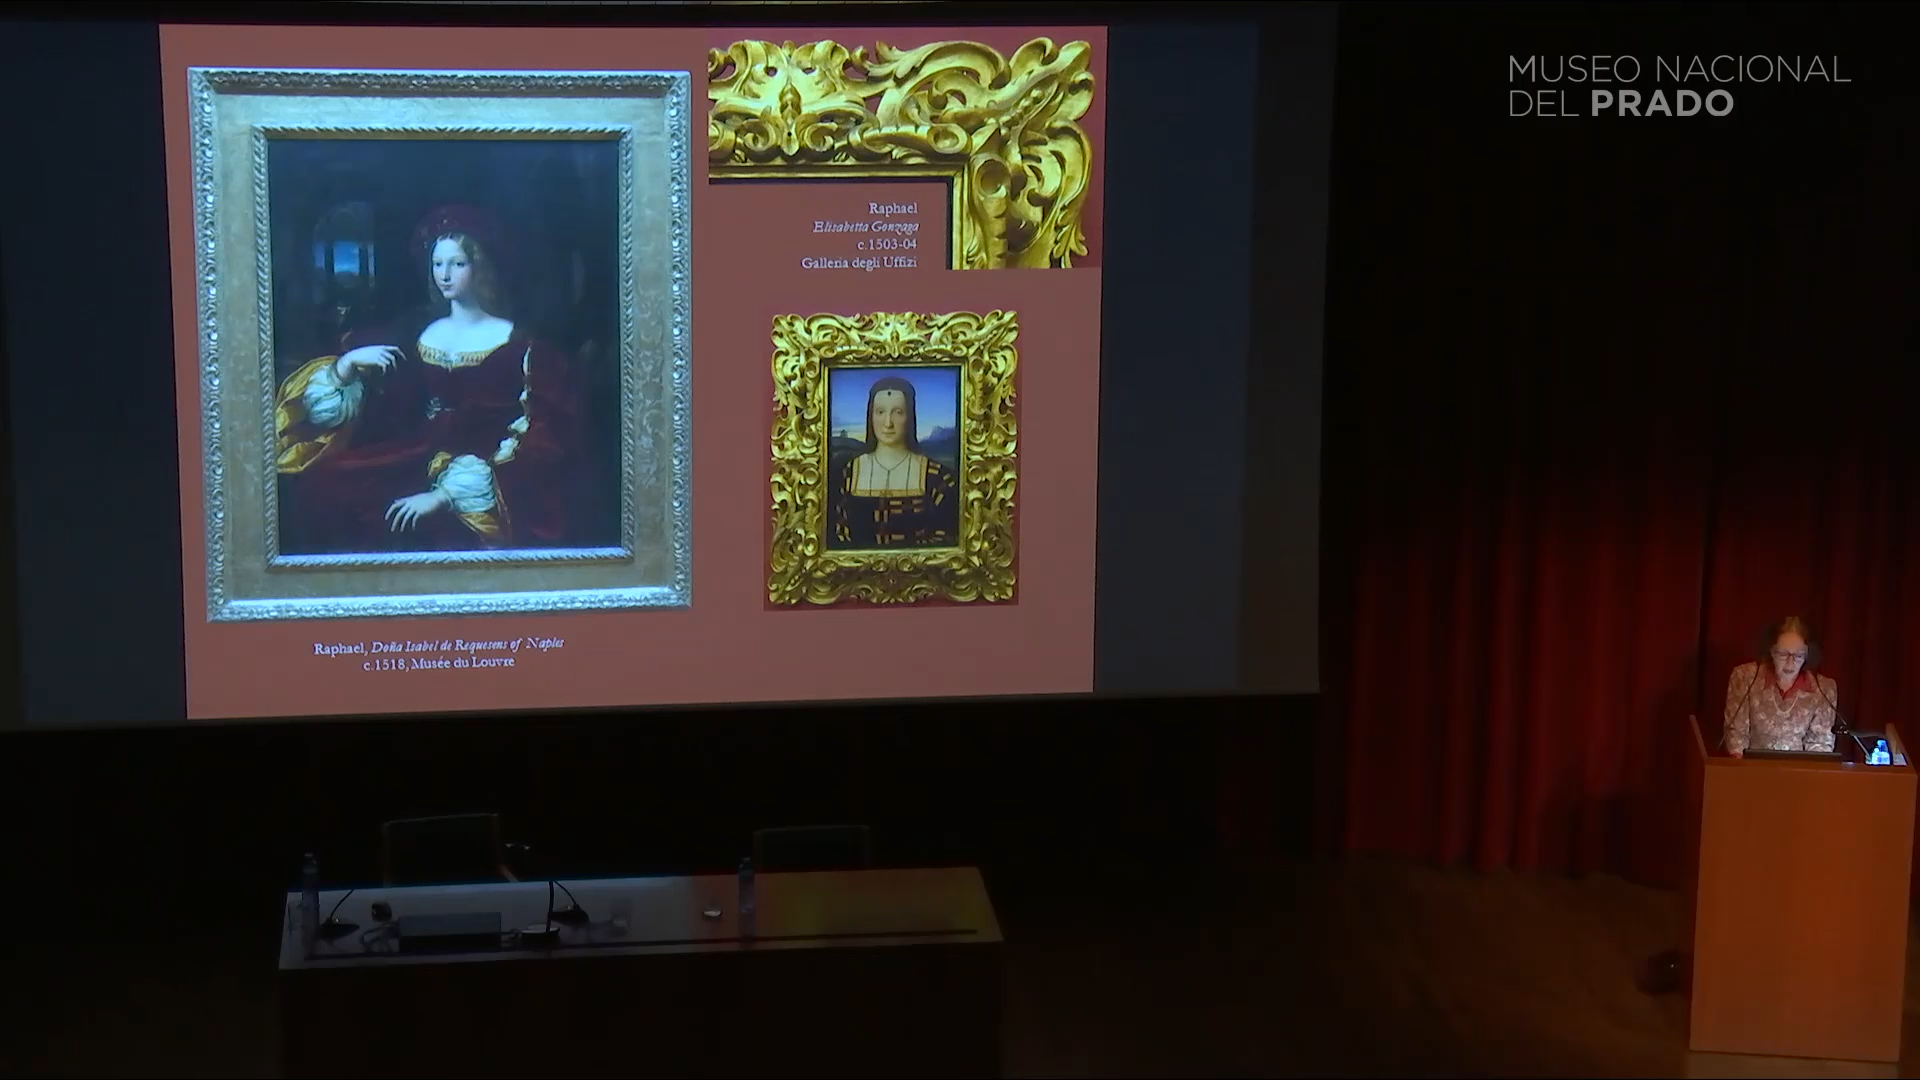 MUSEO NACIONAL
DEL PRADO
Raphael
Elisabetta Gonzaga
c.1503-04
Galleria degli Uffizi
Raphael, Doña Isabel de Requesens of Naples
c.1518, Musée du Louvre